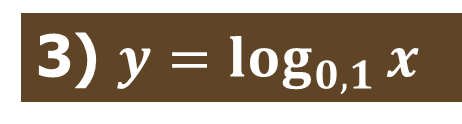 3) y = log₀,₁ x